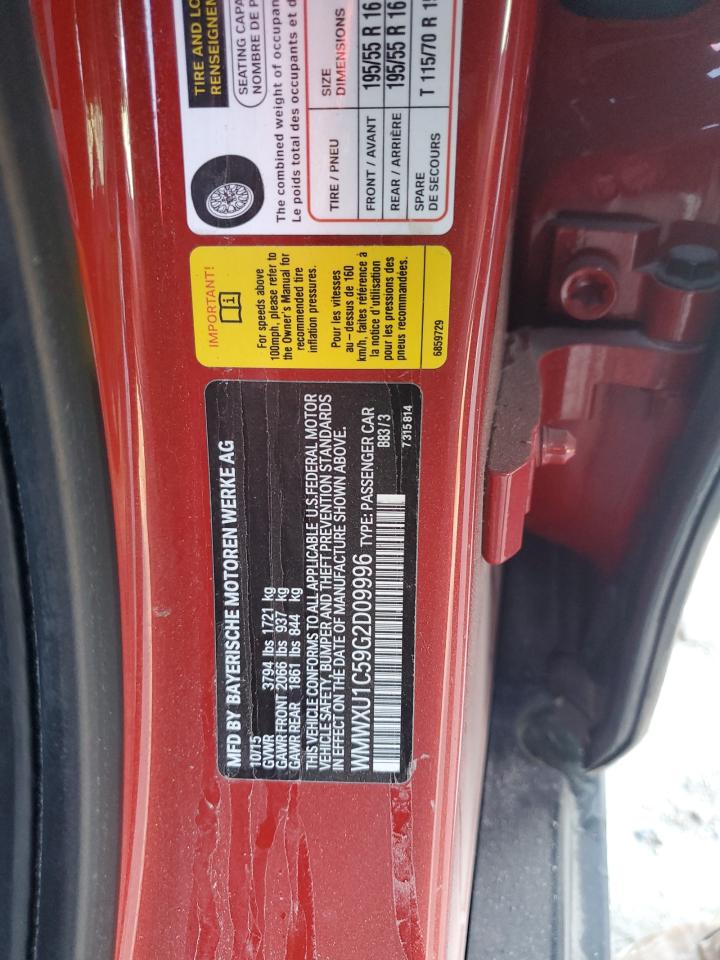 TIRE AND LO
RENSEIGNEM
SEATING CAPA
NOMBRE DE P
The combined weight of occupan
Le poids total des occupants et d
TIRE / PNEU SIZE DIMENSIONS
FRONT / AVANT 195/55 R 16
REAR / ARRIÈRE 195/55 R 16
SPARE DE SECOURS T 115/70 R 15
IMPORTANT!
For speeds above
100mph, please refer to
the Owner's Manual for
recommended tire
inflation pressures.
Pour les vitesses
au – dessus de 160
km/h, faites référence à
la notice d'utilisation
pour les pressions des
pneus recommandées.
6859729
MFD BY BAYERISCHE MOTOREN WERKE AG
10/15
GVWR 3794 lbs 1721 kg
GAWR FRONT 2066 lbs 937 kg
GAWR REAR 1861 lbs 844 kg
THIS VEHICLE CONFORMS TO ALL APPLICABLE U.S.FEDERAL MOTOR
VEHICLE SAFETY, BUMPER AND THEFT PREVENTION STANDARDS
IN EFFECT ON THE DATE OF MANUFACTURE SHOWN ABOVE.
WMWXU1C59G2D09996 TYPE: PASSENGER CAR
B83 / 3
7 315 814